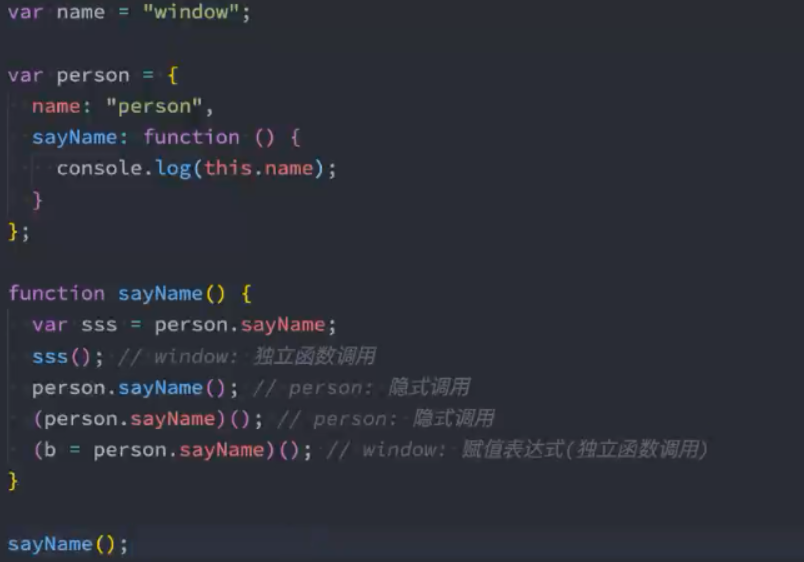 var name = "window";
var person = {
name: "person",
sayName: function () {
console.log(this.name);
}
};
function sayName() {
var sss = person.sayName;
sss(); // window: 独立函数调用
person.sayName(); // person: 隐式调用
(person.sayName)(); // person: 隐式调用
(b = person.sayName)(); // window: 赋值表达式(独立函数调用)
}
sayName();